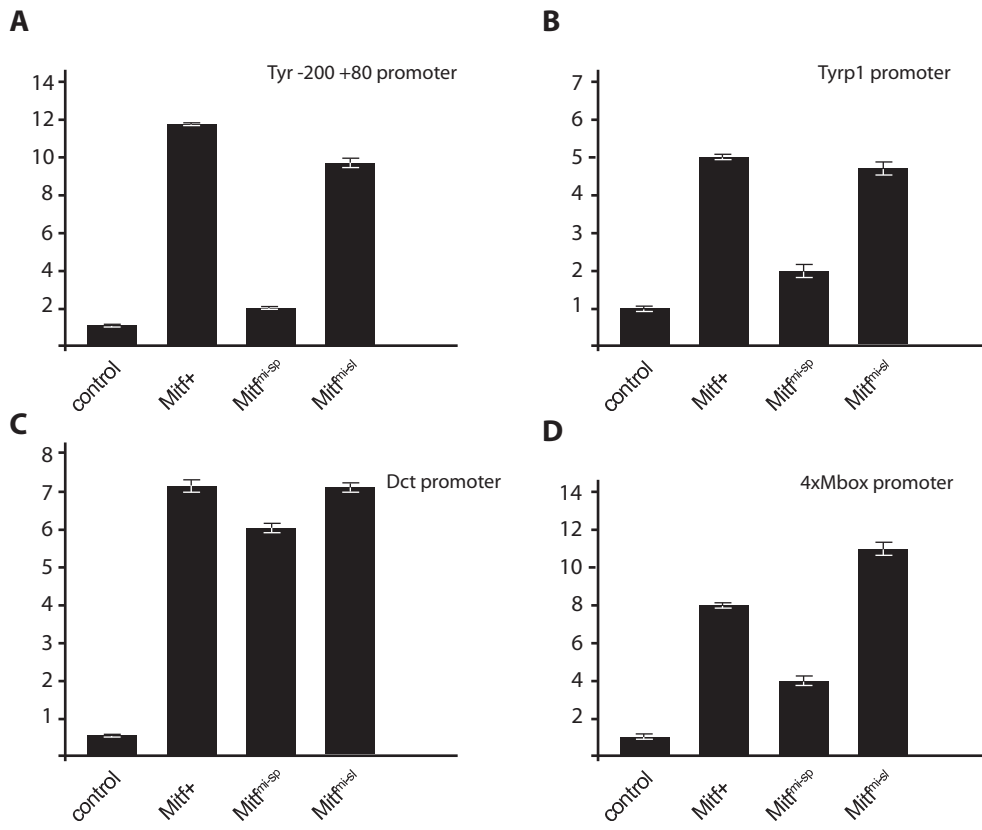 A
Tyr -200 +80 promoter
14
12
10
8
6
4
2
control
Mitf+
Mitfmi-sp
Mitfmi-sl
B
Tyrp1 promoter
7
6
5
4
3
2
1
control
Mitf+
Mitfmi-sp
Mitfmi-sl
C
Dct promoter
8
7
6
5
4
3
2
1
control
Mitf+
Mitfmi-sp
Mitfmi-sl
D
4xMbox promoter
14
12
10
8
6
4
2
control
Mitf+
Mitfmi-sp
Mitfmi-sl